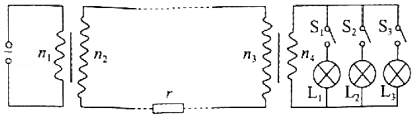 S₁ S₂ S₃
n₁ n₂ n₃ n₄
r
L₁ L₂ L₃